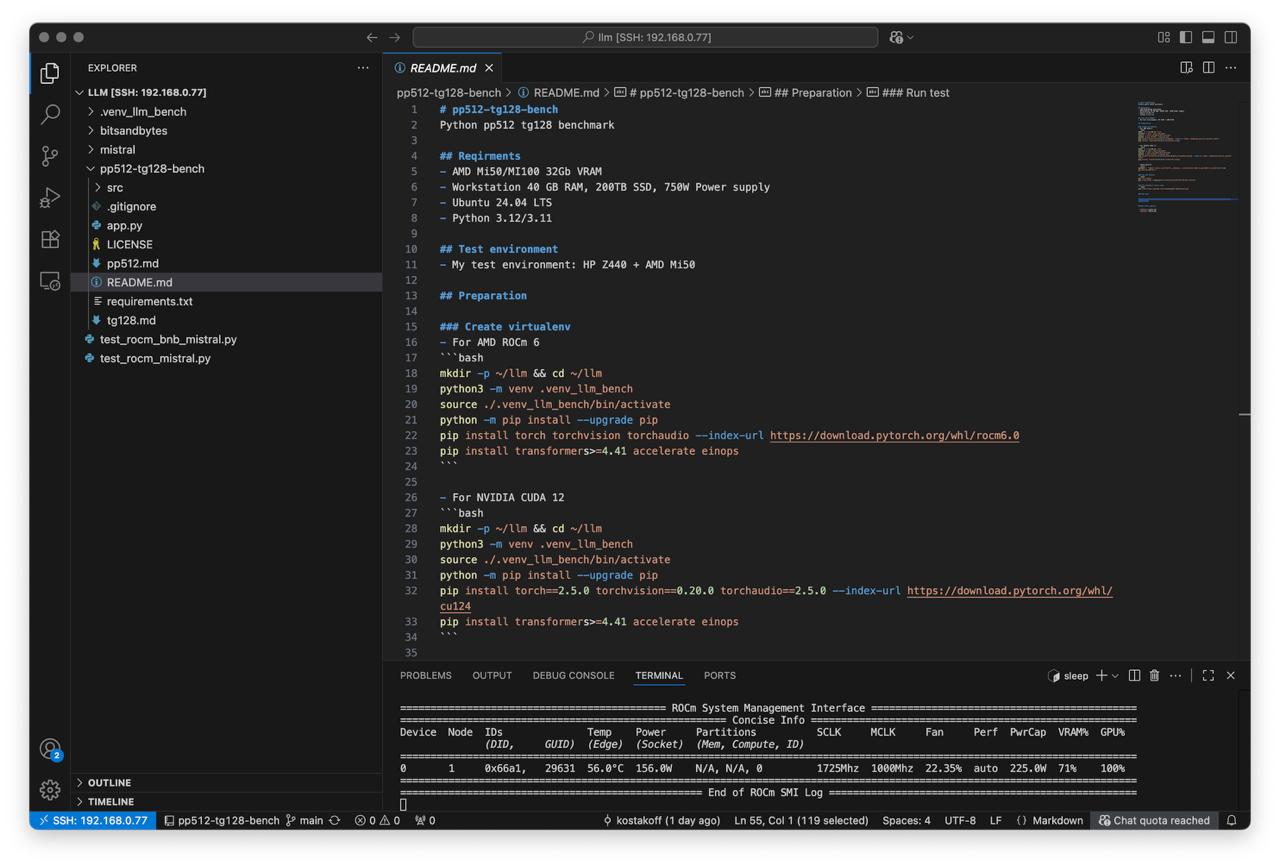 llm [SSH: 192.168.0.77]
EXPLORER
LLM [SSH: 192.168.0.77]
.venv_llm_bench
bitsandbytes
mistral
pp512-tg128-bench
src
.gitignore
app.py
LICENSE
pp512.md
README.md
requirements.txt
tg128.md
test_rocm_bnb_mistral.py
test_rocm_mistral.py
OUTLINE
TIMELINE
2
README.md
pp512-tg128-bench > README.md > # pp512-tg128-bench > ## Preparation > ### Run test
1 # pp512-tg128-bench
2 Python pp512 tg128 benchmark
3
4 ## Reqirments
5 - AMD Mi50/MI100 32Gb VRAM
6 - Workstation 40 GB RAM, 200TB SSD, 750W Power supply
7 - Ubuntu 24.04 LTS
8 - Python 3.12/3.11
9
10 ## Test environment
11 - My test environment: HP Z440 + AMD Mi50
12
13 ## Preparation
14
15 ### Create virtualenv
16 - For AMD ROCm 6
17 ```bash
18 mkdir -p ~/llm && cd ~/llm
19 python3 -m venv .venv_llm_bench
20 source ./.venv_llm_bench/bin/activate
21 python -m pip install --upgrade pip
22 pip install torch torchvision torchaudio --index-url https://download.pytorch.org/whl/rocm6.0
23 pip install transformers>=4.41 accelerate einops
24 ```
25
26 - For NVIDIA CUDA 12
27 ```bash
28 mkdir -p ~/llm && cd ~/llm
29 python3 -m venv .venv_llm_bench
30 source ./.venv_llm_bench/bin/activate
31 python -m pip install --upgrade pip
32 pip install torch==2.5.0 torchvision==0.20.0 torchaudio==2.5.0 --index-url https://download.pytorch.org/whl/
cu124
33 pip install transformers>=4.41 accelerate einops
34 ```
35
PROBLEMS OUTPUT DEBUG CONSOLE TERMINAL PORTS sleep
========================================= ROCm System Management Interface =========================================
=================================================== Concise Info ===================================================
Device Node IDs Temp Power Partitions SCLK MCLK Fan Perf PwrCap VRAM% GPU%
(DID, GUID) (Edge) (Socket) (Mem, Compute, ID)
====================================================================================================================
0 1 0x66a1, 29631 56.0°C 156.0W N/A, N/A, 0 1725Mhz 1000Mhz 22.35% auto 225.0W 71% 100%
====================================================================================================================
=============================================== End of ROCm SMI Log ================================================
SSH: 192.168.0.77 pp512-tg128-bench main 0 0 0 kostakoff (1 day ago) Ln 55, Col 1 (119 selected) Spaces: 4 UTF-8 LF {} Markdown Chat quota reached